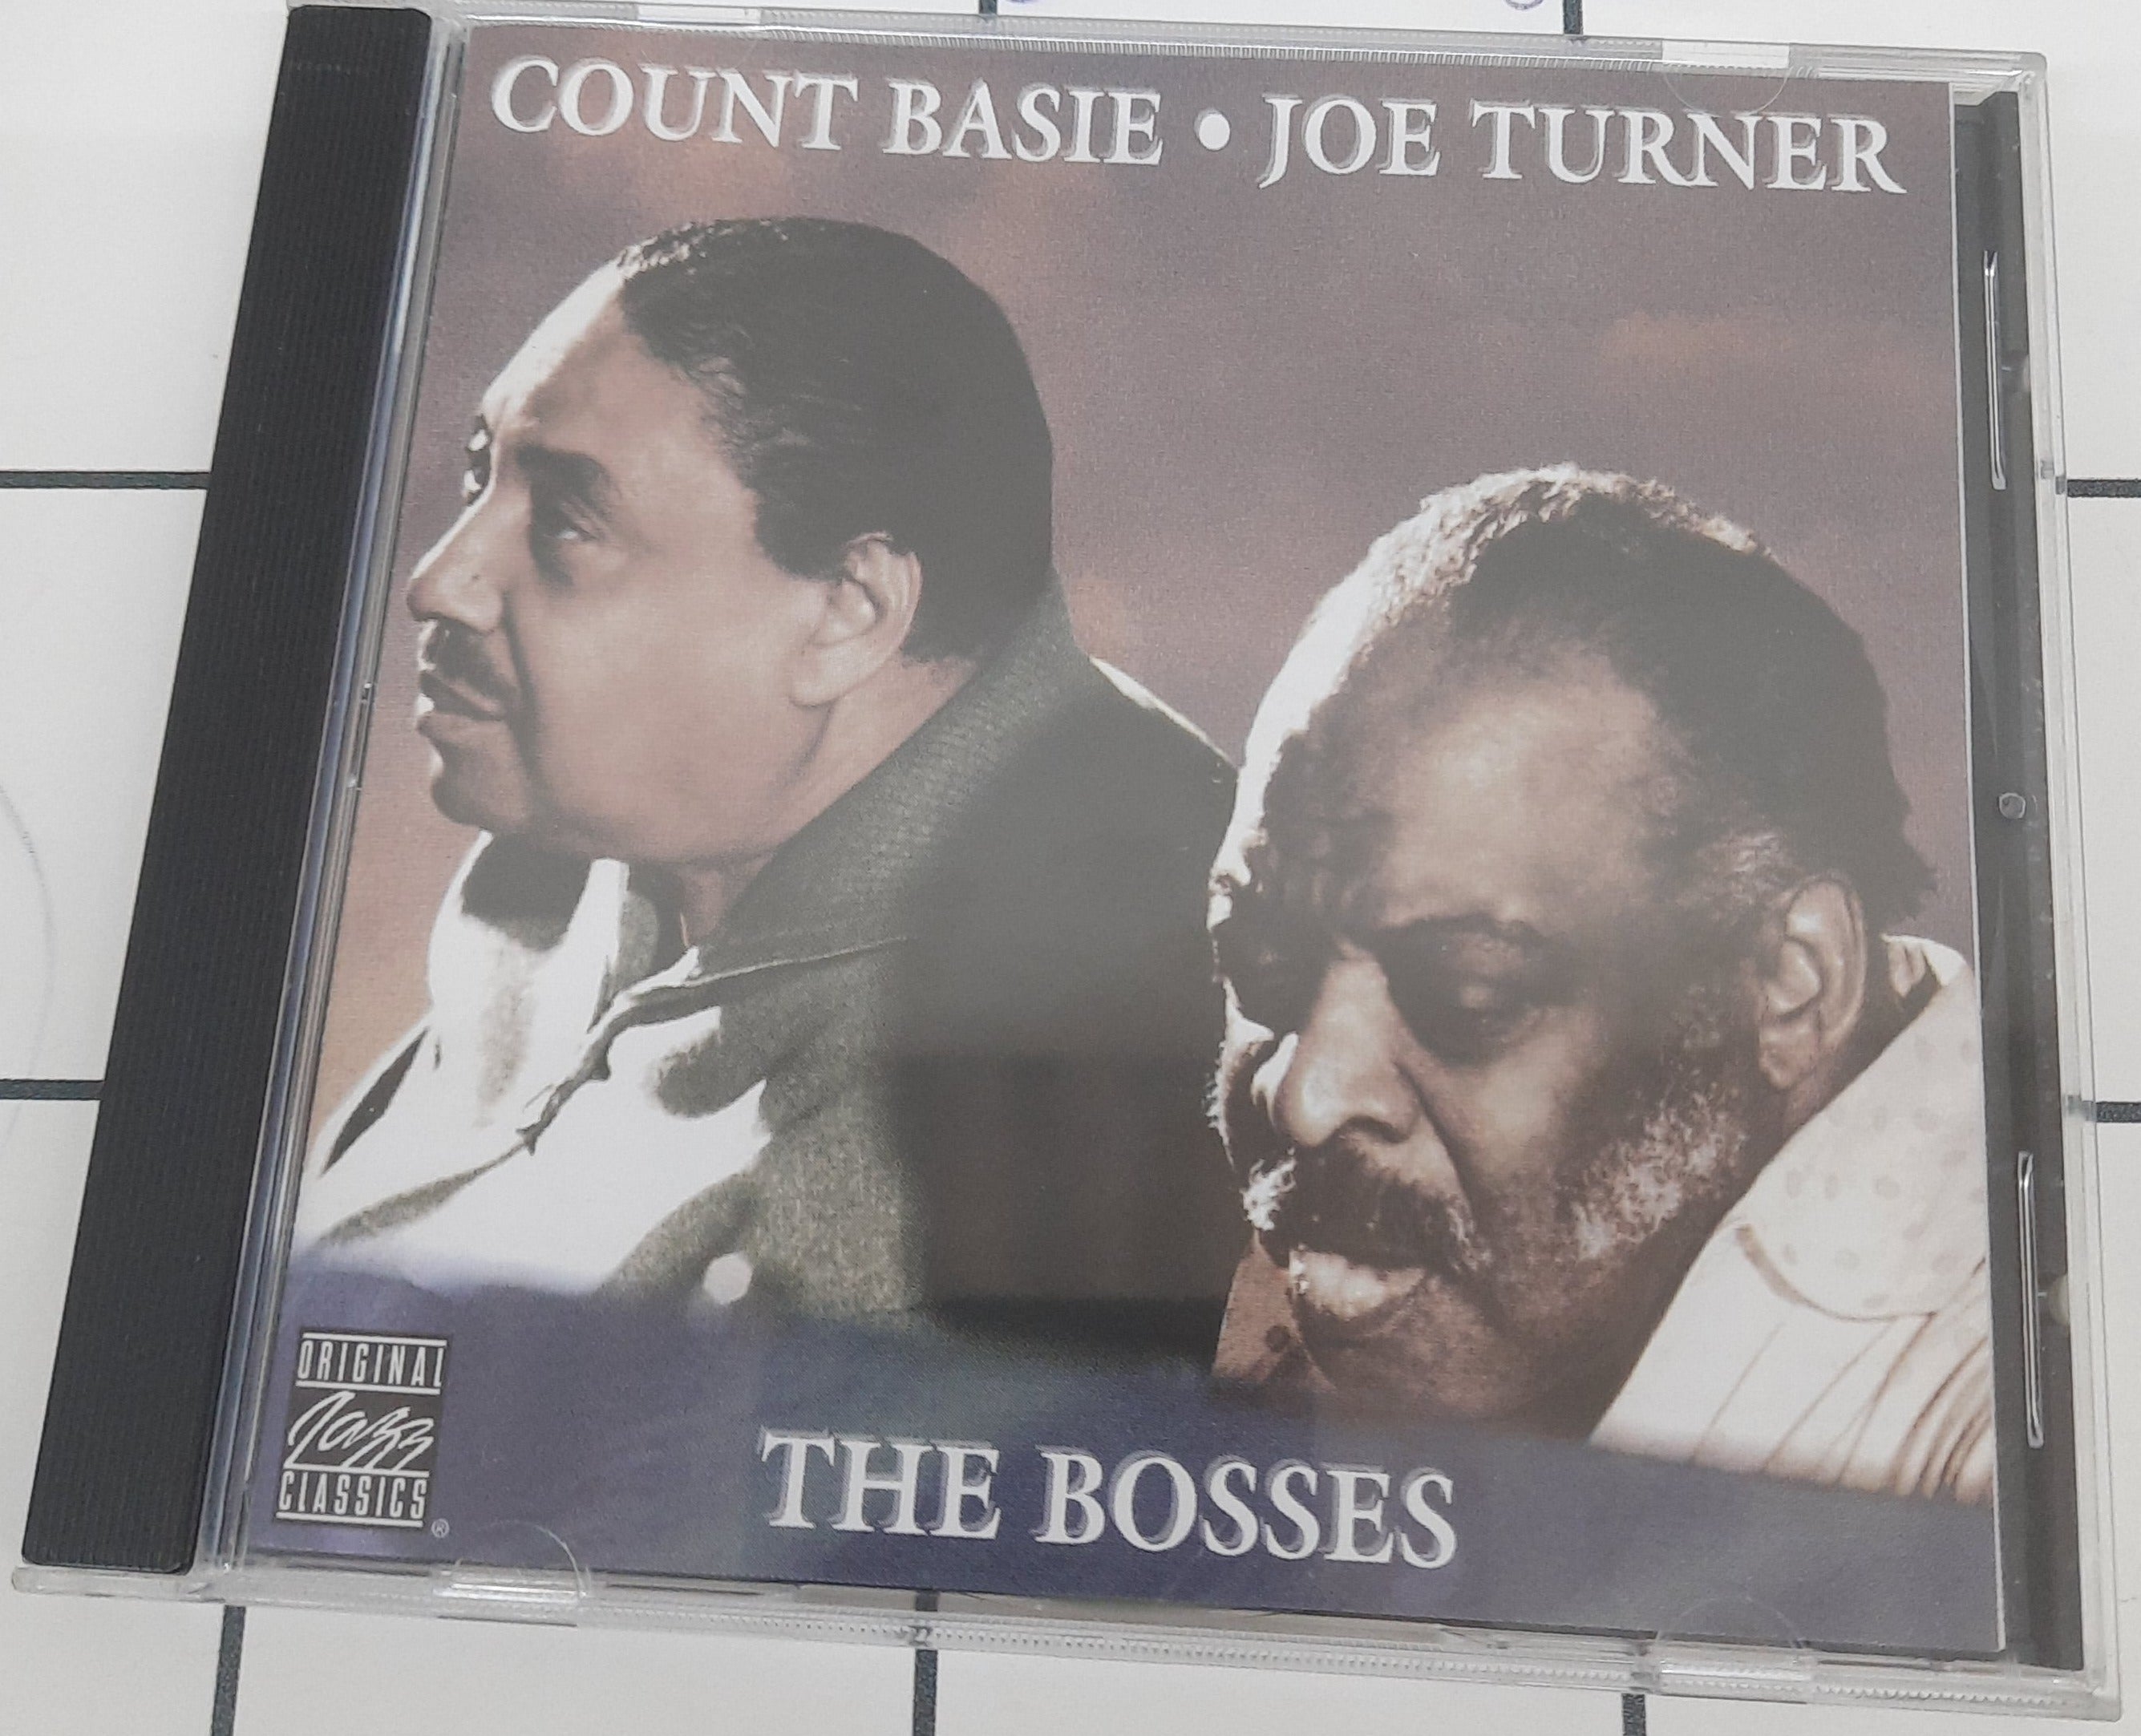 COUNT BASIE • JOE TURNER
ORIGINAL
Jazz
CLASSICS
®
THE BOSSES